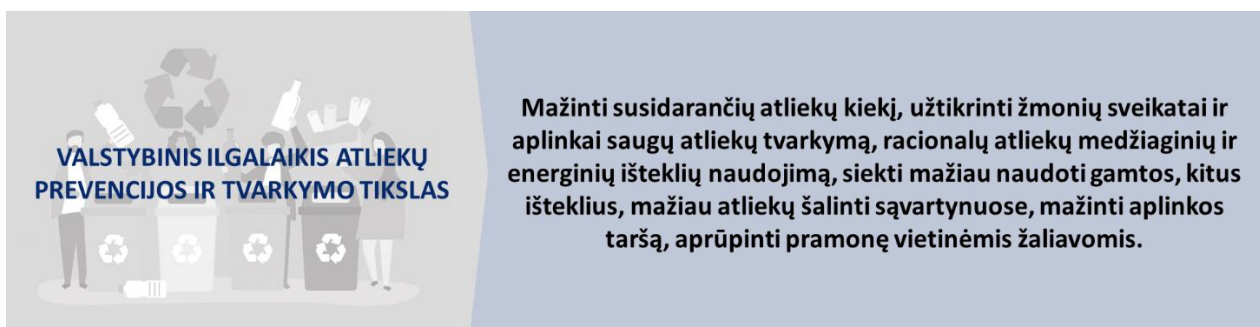 VALSTYBINIS ILGALAIKIS ATLIEKŲ
PREVENCIJOS IR TVARKYMO TIKSLAS
Mažinti susidarančių atliekų kiekį, užtikrinti žmonių sveikatai ir
aplinkai saugų atliekų tvarkymą, racionalų atliekų medžiaginių ir
energinių išteklių naudojimą, siekti mažiau naudoti gamtos, kitus
išteklius, mažiau atliekų šalinti sąvartynuose, mažinti aplinkos
taršą, aprūpinti pramonę vietinėmis žaliavomis.